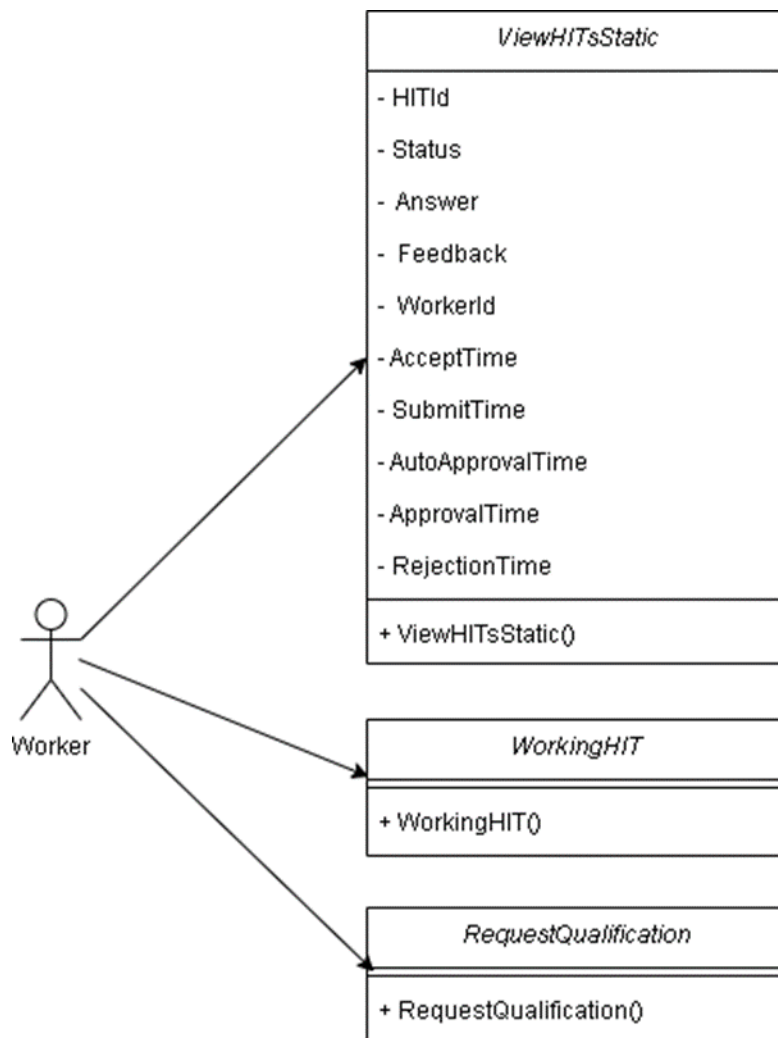 ViewHITsStatic
- HITId
- Status
- Answer
- Feedback
- WorkerId
- AcceptTime
- SubmitTime
- AutoApprovalTime
- ApprovalTime
- RejectionTime
+ ViewHITsStatic()
Worker
WorkingHIT
+ WorkingHIT()
RequestQualification
+ RequestQualification()